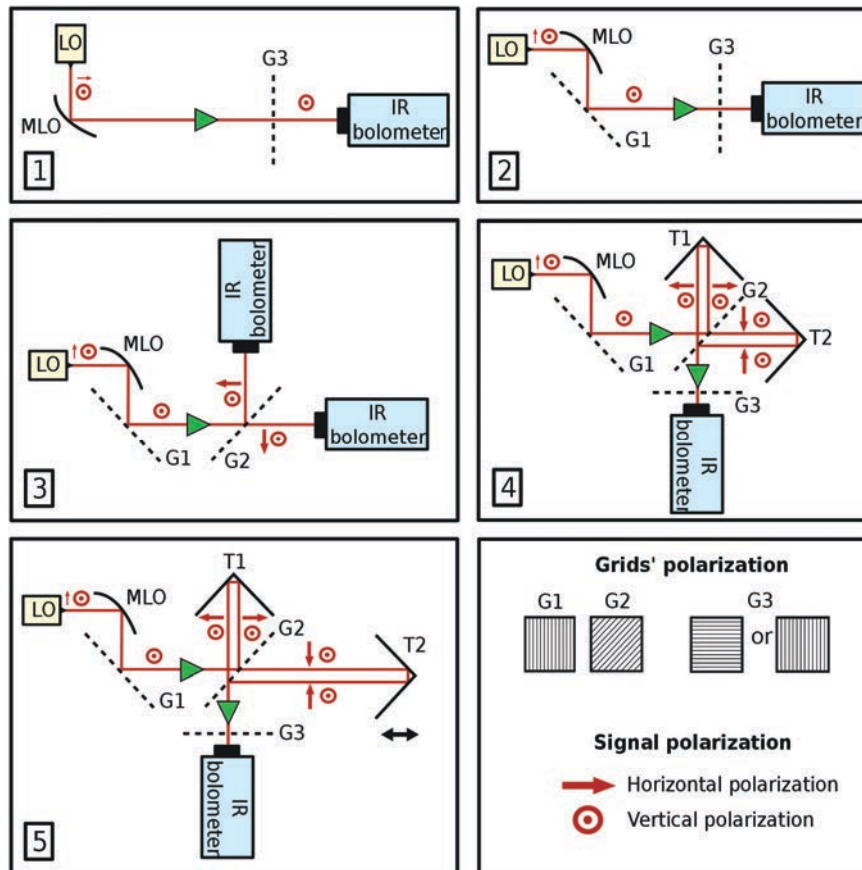 LO
G3
MLO
IR
bolometer
1
LO
MLO
G3
G1
IR
bolometer
2
IR
bolometer
MLO
LO
G1
G2
IR
bolometer
3
T1
LO
MLO
G2
T2
G1
G3
IR
bolometer
4
T1
LO
MLO
G2
T2
G1
G3
IR
bolometer
5
Grids' polarization
G1 G2 G3
or
Signal polarization
Horizontal polarization
Vertical polarization